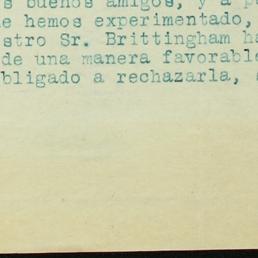 s buenos amigos, y a p
e hemos experimentado,
stro Sr. Brittingham ha
de una manera favorable
bligado a rechazarla,